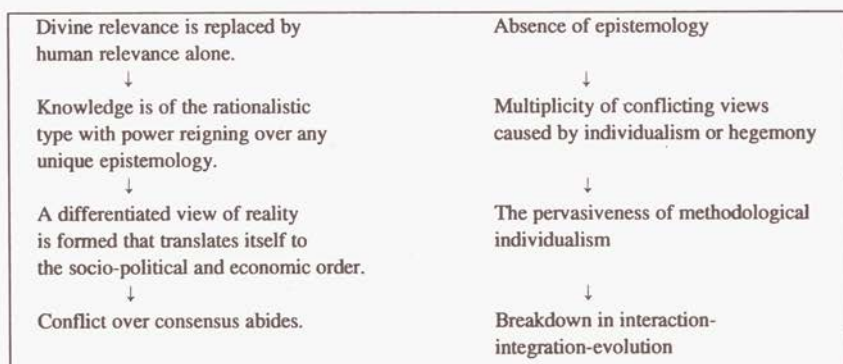 Divine relevance is replaced by
human relevance alone.
↓
Knowledge is of the rationalistic
type with power reigning over any
unique epistemology.
↓
A differentiated view of reality
is formed that translates itself to
the socio-political and economic order.
↓
Conflict over consensus abides.
Absence of epistemology
↓
Multiplicity of conflicting views
caused by individualism or hegemony
↓
The pervasiveness of methodological
individualism
↓
Breakdown in interaction-
integration-evolution